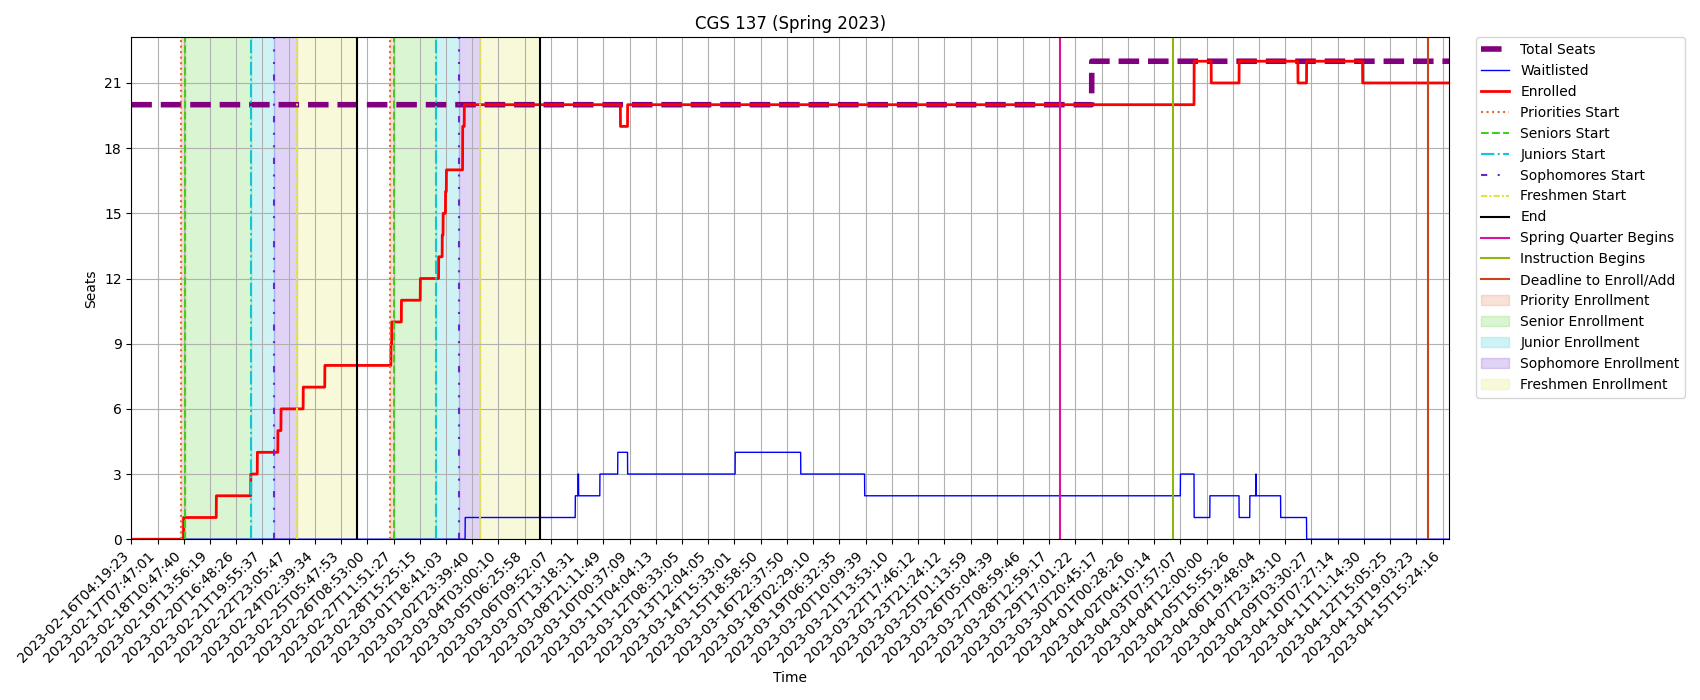 CGS 137 (Spring 2023)
Seats
21
18
15
12
9
6
3
0
2023-02-16T04:19:23
2023-02-17T07:47:01
2023-02-18T10:47:40
2023-02-19T13:56:19
2023-02-20T16:48:26
2023-02-21T19:55:37
2023-02-22T23:05:47
2023-02-24T02:39:34
2023-02-25T05:47:53
2023-02-26T08:53:00
2023-02-27T11:51:27
2023-02-28T15:25:15
2023-03-01T18:41:03
2023-03-02T23:39:40
2023-03-04T03:00:10
2023-03-05T06:25:58
2023-03-06T09:52:07
2023-03-07T13:18:31
2023-03-08T21:11:49
2023-03-10T00:37:09
2023-03-11T04:04:13
2023-03-12T08:33:05
2023-03-13T12:04:05
2023-03-14T15:33:01
2023-03-15T18:58:50
2023-03-16T22:37:50
2023-03-18T02:29:10
2023-03-19T06:32:35
2023-03-20T10:09:39
2023-03-21T13:53:10
2023-03-22T17:46:12
2023-03-23T21:24:12
2023-03-25T01:13:59
2023-03-26T05:04:39
2023-03-27T08:59:46
2023-03-28T12:59:17
2023-03-29T17:01:22
2023-03-30T20:45:17
2023-04-01T00:28:26
2023-04-02T04:10:14
2023-04-03T07:57:07
2023-04-04T12:00:00
2023-04-05T15:55:26
2023-04-06T19:48:04
2023-04-07T23:43:10
2023-04-09T03:30:27
2023-04-10T07:27:14
2023-04-11T11:14:30
2023-04-12T15:05:25
2023-04-13T19:03:23
2023-04-15T15:24:16
Time
Total Seats
Waitlisted
Enrolled
Priorities Start
Seniors Start
Juniors Start
Sophomores Start
Freshmen Start
End
Spring Quarter Begins
Instruction Begins
Deadline to Enroll/Add
Priority Enrollment
Senior Enrollment
Junior Enrollment
Sophomore Enrollment
Freshmen Enrollment